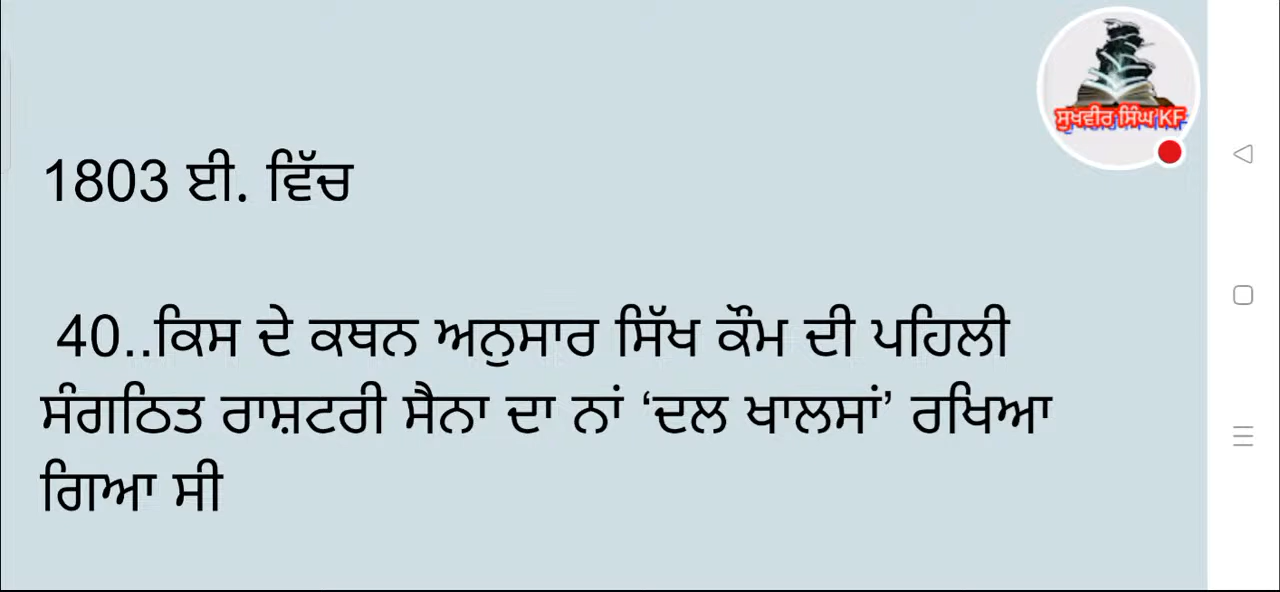 ਸੁਖਵੀਰ ਸਿੰਘ KF
1803 ਈ. ਵਿੱਚ
40..ਕਿਸ ਦੇ ਕਥਨ ਅਨੁਸਾਰ ਸਿੱਖ ਕੌਮ ਦੀ ਪਹਿਲੀ
ਸੰਗਠਿਤ ਰਾਸ਼ਟਰੀ ਸੈਨਾ ਦਾ ਨਾਂ ‘ਦਲ ਖਾਲਸਾਂ’ ਰਖਿਆ
ਗਿਆ ਸੀ